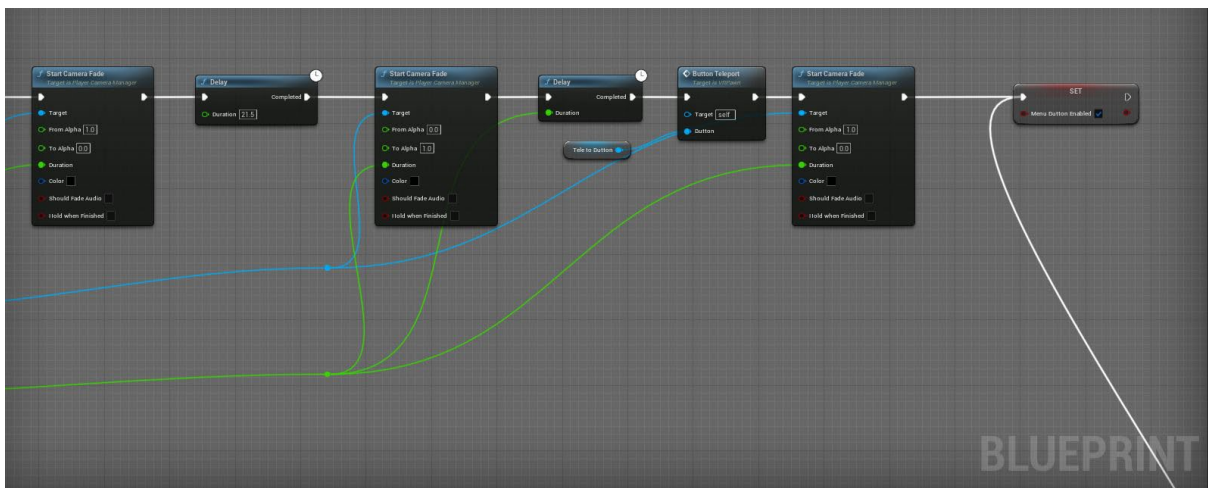 Start Camera Fade
Target is Player Camera Manager
Target
From Alpha 1.0
To Alpha 0.0
Duration
Color
Should Fade Audio
Hold when Finished
Delay
Completed
Duration 21.5
Start Camera Fade
Target is Player Camera Manager
Target
From Alpha 0.0
To Alpha 1.0
Duration
Color
Should Fade Audio
Hold when Finished
Delay
Completed
Duration
Tele to Button
Button Teleport
Target is VRPawn
Target self
Button
Start Camera Fade
Target is Player Camera Manager
Target
From Alpha 1.0
To Alpha 0.0
Duration
Color
Should Fade Audio
Hold when Finished
SET
Menu Button Enabled
BLUEPRINT